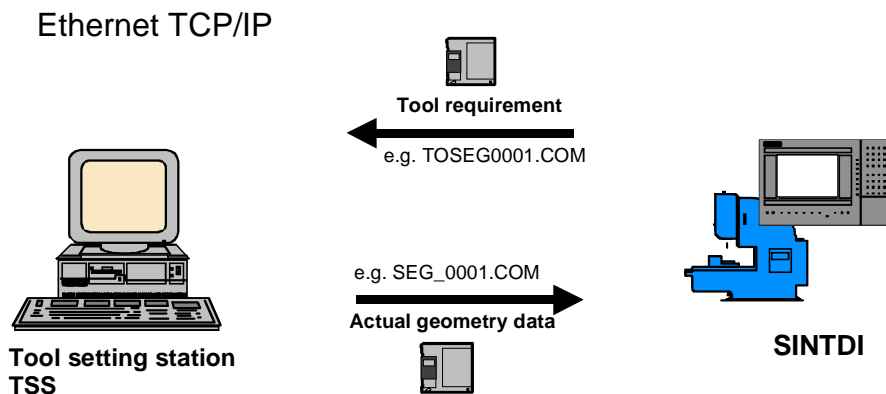 Ethernet TCP/IP
Tool requirement
e.g. TOSEG0001.COM
e.g. SEG_0001.COM
Actual geometry data
Tool setting station
TSS
SINTDI